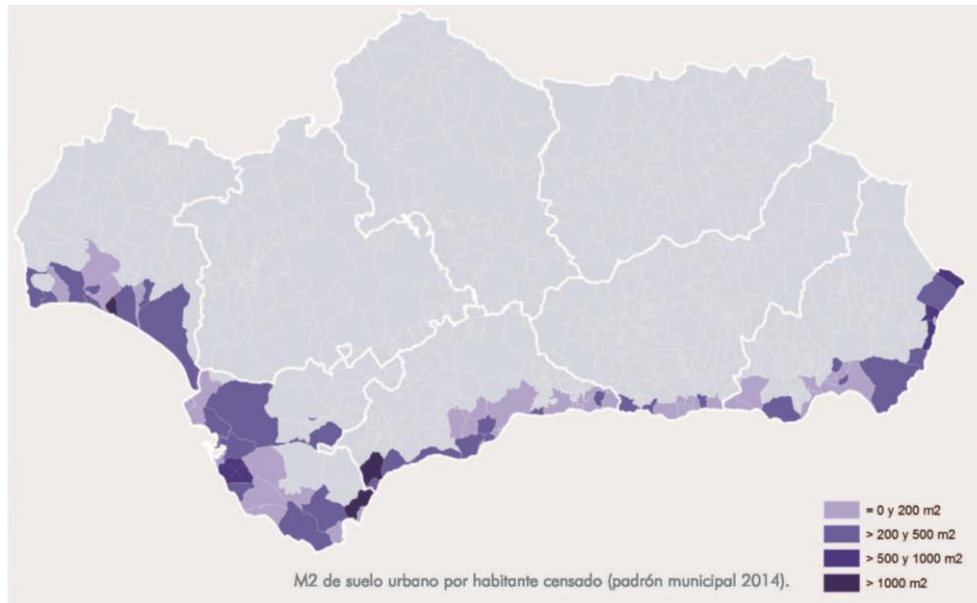 = 0 y 200 m2
> 200 y 500 m2
> 500 y 1000 m2
> 1000 m2
M2 de suelo urbano por habitante censado (padrón municipal 2014).